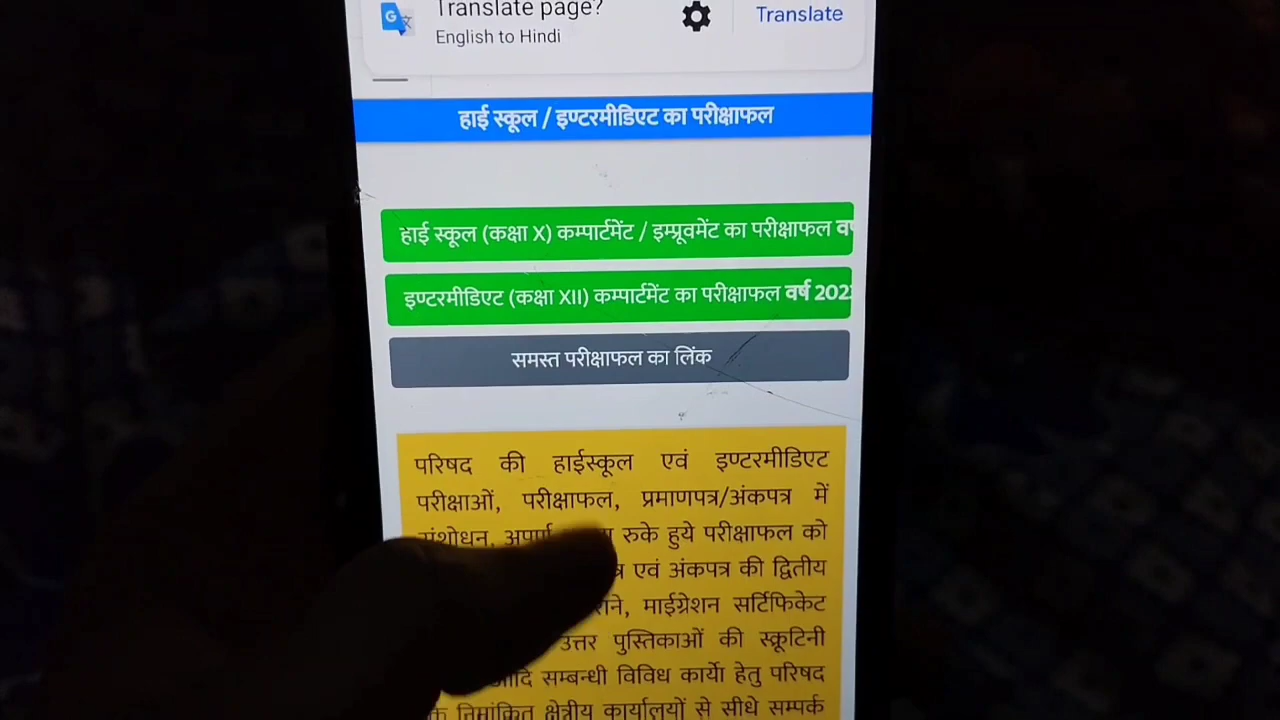 Translate page?
English to Hindi
Translate
हाई स्कूल / इण्टरमीडिएट का परीक्षाफल
हाई स्कूल (कक्षा X) कम्पार्टमेंट / इम्प्रूवमेंट का परीक्षाफल
इण्टरमीडिएट (कक्षा XII) कम्पार्टमेंट का परीक्षाफल वर्ष
समस्त परीक्षाफल का लिंक
परिषद की हाईस्कूल एवं इण्टरमीडिएट
परीक्षाओं, परीक्षाफल, प्रमाणपत्र/अंकपत्र में
संशोधन, रुके हुये परीक्षाफल को
एवं अंकपत्र की द्वितीय
माईग्रेशन सर्टिफिकेट
उत्तर पुस्तिकाओं की स्क्रूटिनी
सम्बन्धी विविध कार्यो हेतु परिषद
क्षेत्रीय कार्यालयों से सीधे सम्पर्क